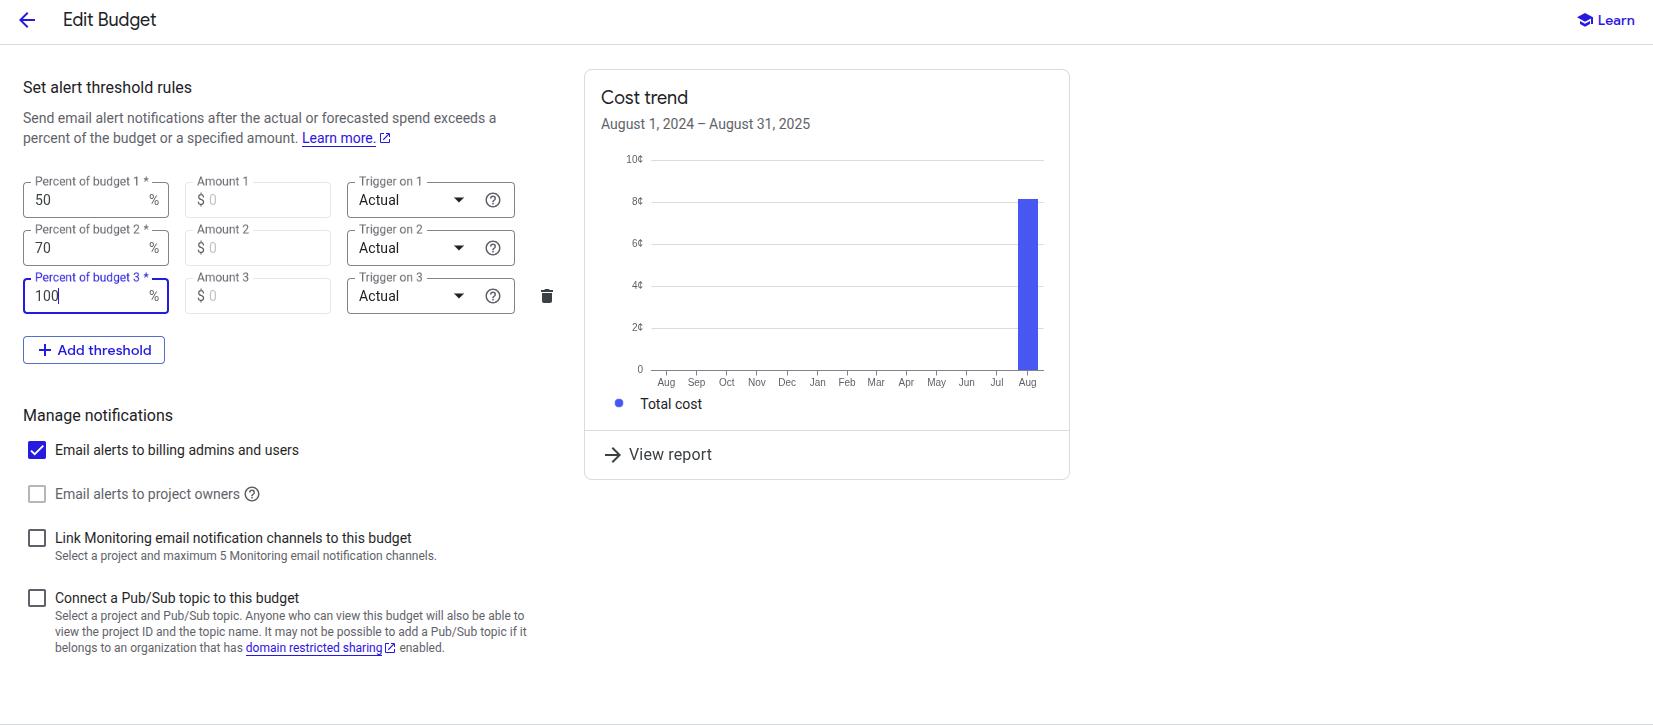 Edit Budget
Learn
Set alert threshold rules
Send email alert notifications after the actual or forecasted spend exceeds a
percent of the budget or a specified amount. Learn more.
Percent of budget 1 * Amount 1 Trigger on 1
50 % $ 0 Actual
Percent of budget 2 * Amount 2 Trigger on 2
70 % $ 0 Actual
Percent of budget 3 * Amount 3 Trigger on 3
100 % $ 0 Actual
+ Add threshold
Manage notifications
Email alerts to billing admins and users
Email alerts to project owners
Link Monitoring email notification channels to this budget
Select a project and maximum 5 Monitoring email notification channels.
Connect a Pub/Sub topic to this budget
Select a project and Pub/Sub topic. Anyone who can view this budget will also be able to
view the project ID and the topic name. It may not be possible to add a Pub/Sub topic if it
belongs to an organization that has domain restricted sharing enabled.
Cost trend
August 1, 2024 – August 31, 2025
10¢
8¢
6¢
4¢
2¢
0
Aug Sep Oct Nov Dec Jan Feb Mar Apr May Jun Jul Aug
Total cost
View report